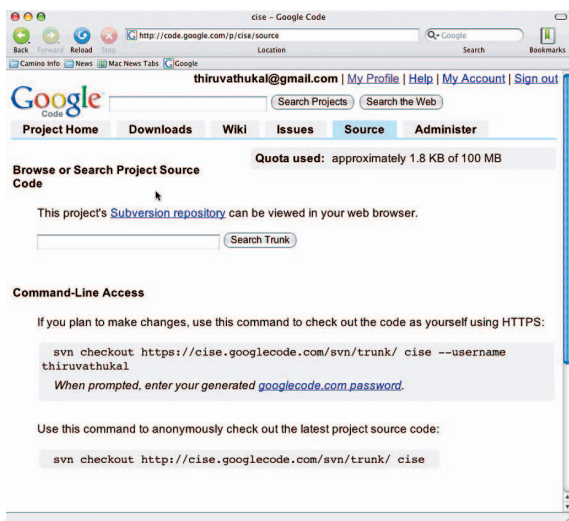 cise – Google Code
http://code.google.com/p/cise/source
Google
Back Forward Reload Stop Location Search Bookmarks
Camino Info News Mac News Tabs Google
thiruvathukal@gmail.com | My Profile | Help | My Account | Sign out
Google Code
Search Projects Search the Web
Project Home Downloads Wiki Issues Source Administer
Quota used: approximately 1.8 KB of 100 MB
Browse or Search Project Source
Code
This project's Subversion repository can be viewed in your web browser.
Search Trunk
Command-Line Access
If you plan to make changes, use this command to check out the code as yourself using HTTPS:
svn checkout https://cise.googlecode.com/svn/trunk/ cise --username
thiruvathukal
When prompted, enter your generated googlecode.com password.
Use this command to anonymously check out the latest project source code:
svn checkout http://cise.googlecode.com/svn/trunk/ cise